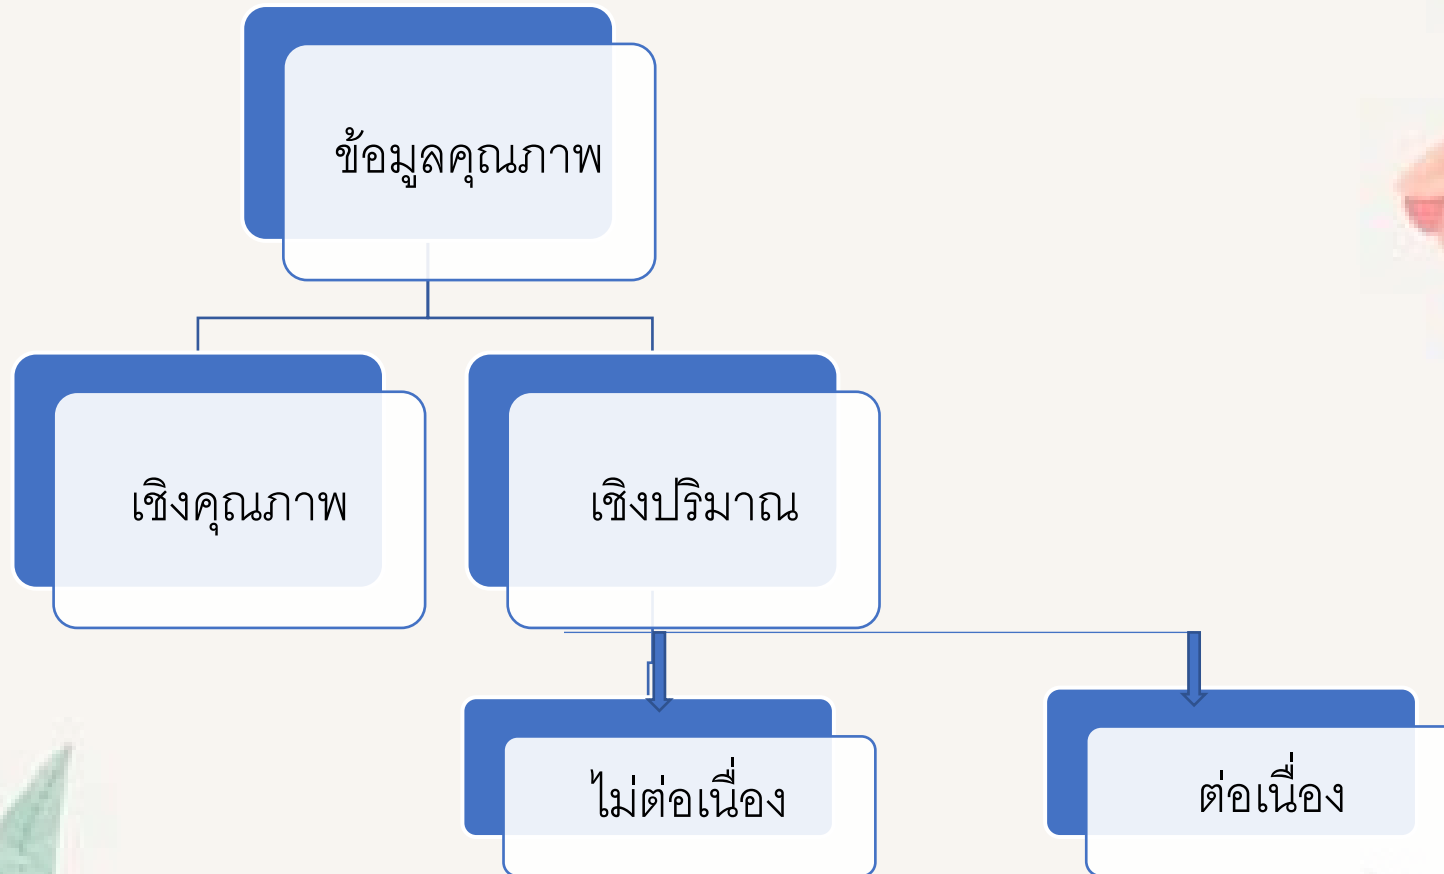 ข้อมูลคุณภาพ
เชิงคุณภาพ
เชิงปริมาณ
ไม่ต่อเนื่อง
ต่อเนื่อง